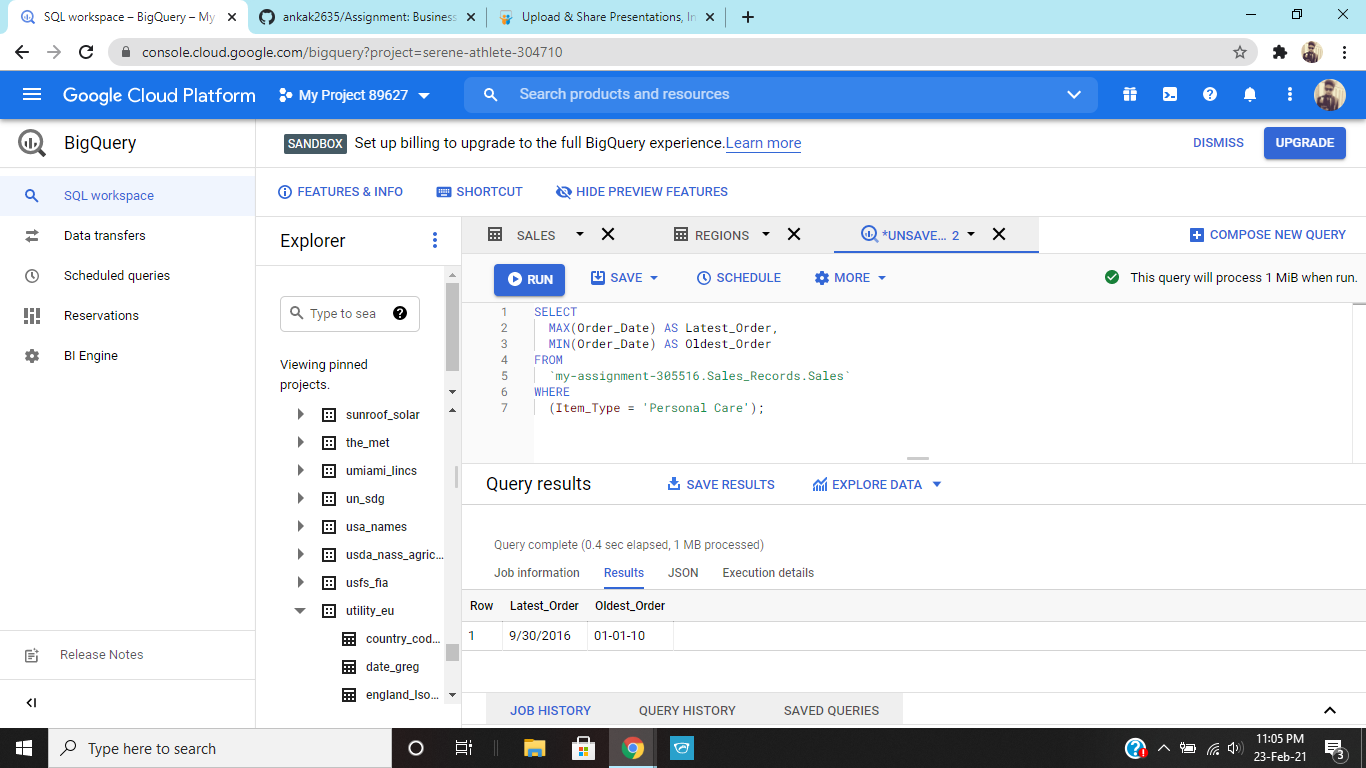 SQL workspace – BigQuery – My
ankak2635/Assignment: Business
Upload & Share Presentations, In
console.cloud.google.com/bigquery?project=serene-athlete-304710
Google Cloud Platform
My Project 89627
Search products and resources
BigQuery
SANDBOX Set up billing to upgrade to the full BigQuery experience. Learn more
DISMISS
UPGRADE
SQL workspace
Data transfers
Scheduled queries
Reservations
BI Engine
Release Notes
FEATURES & INFO
SHORTCUT
HIDE PREVIEW FEATURES
Explorer
Type to sea
Viewing pinned
projects.
sunroof_solar
the_met
umiami_lincs
un_sdg
usa_names
usda_nass_agric...
usfs_fia
utility_eu
country_cod...
date_greg
england_lso...
SALES
REGIONS
*UNSAVE... 2
COMPOSE NEW QUERY
RUN
SAVE
SCHEDULE
MORE
This query will process 1 MiB when run.
1 SELECT
2 MAX(Order_Date) AS Latest_Order,
3 MIN(Order_Date) AS Oldest_Order
4 FROM
5 `my-assignment-305516.Sales_Records.Sales`
6 WHERE
7 (Item_Type = 'Personal Care');
Query results
SAVE RESULTS
EXPLORE DATA
Query complete (0.4 sec elapsed, 1 MB processed)
Job information
Results
JSON
Execution details
Row Latest_Order Oldest_Order
1 9/30/2016 01-01-10
JOB HISTORY
QUERY HISTORY
SAVED QUERIES
Type here to search
11:05 PM
23-Feb-21
3